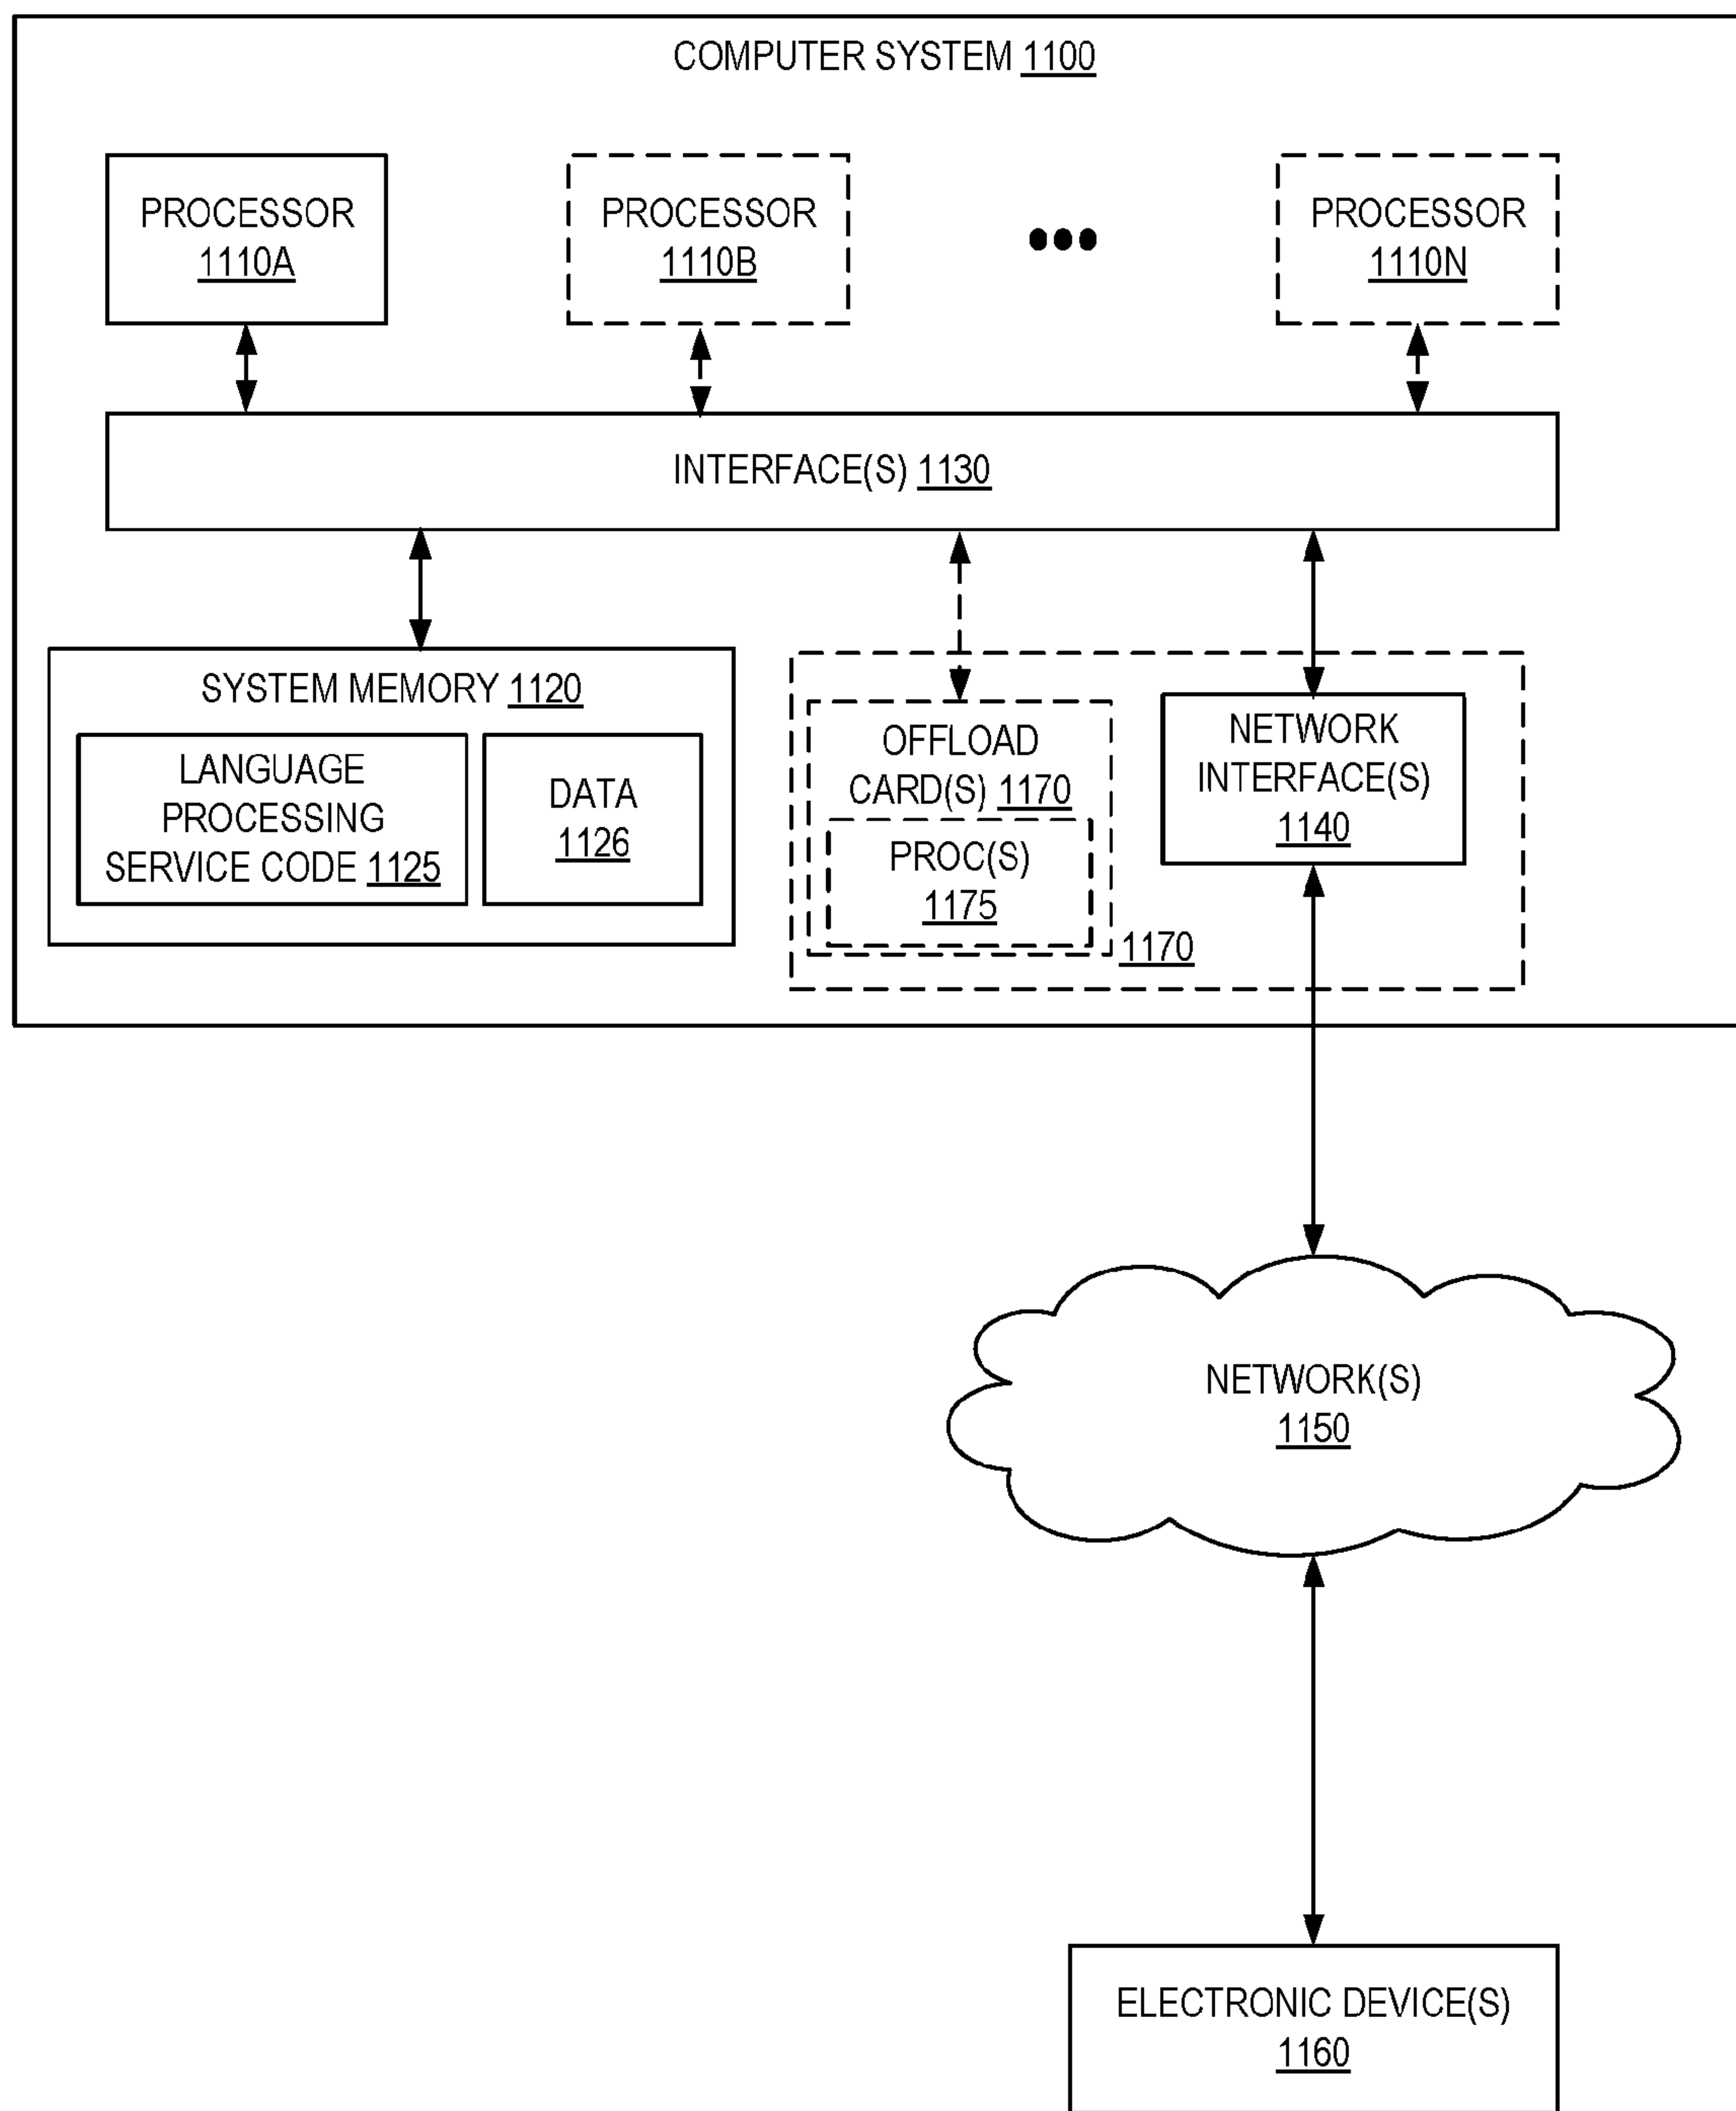 COMPUTER SYSTEM 1100
PROCESSOR
1110A
PROCESSOR
1110B
PROCESSOR
1110N
INTERFACE(S) 1130
SYSTEM MEMORY 1120
LANGUAGE
PROCESSING
SERVICE CODE 1125
DATA
1126
OFFLOAD
CARD(S) 1170
PROC(S)
1175
1170
NETWORK
INTERFACE(S)
1140
NETWORK(S)
1150
ELECTRONIC DEVICE(S)
1160